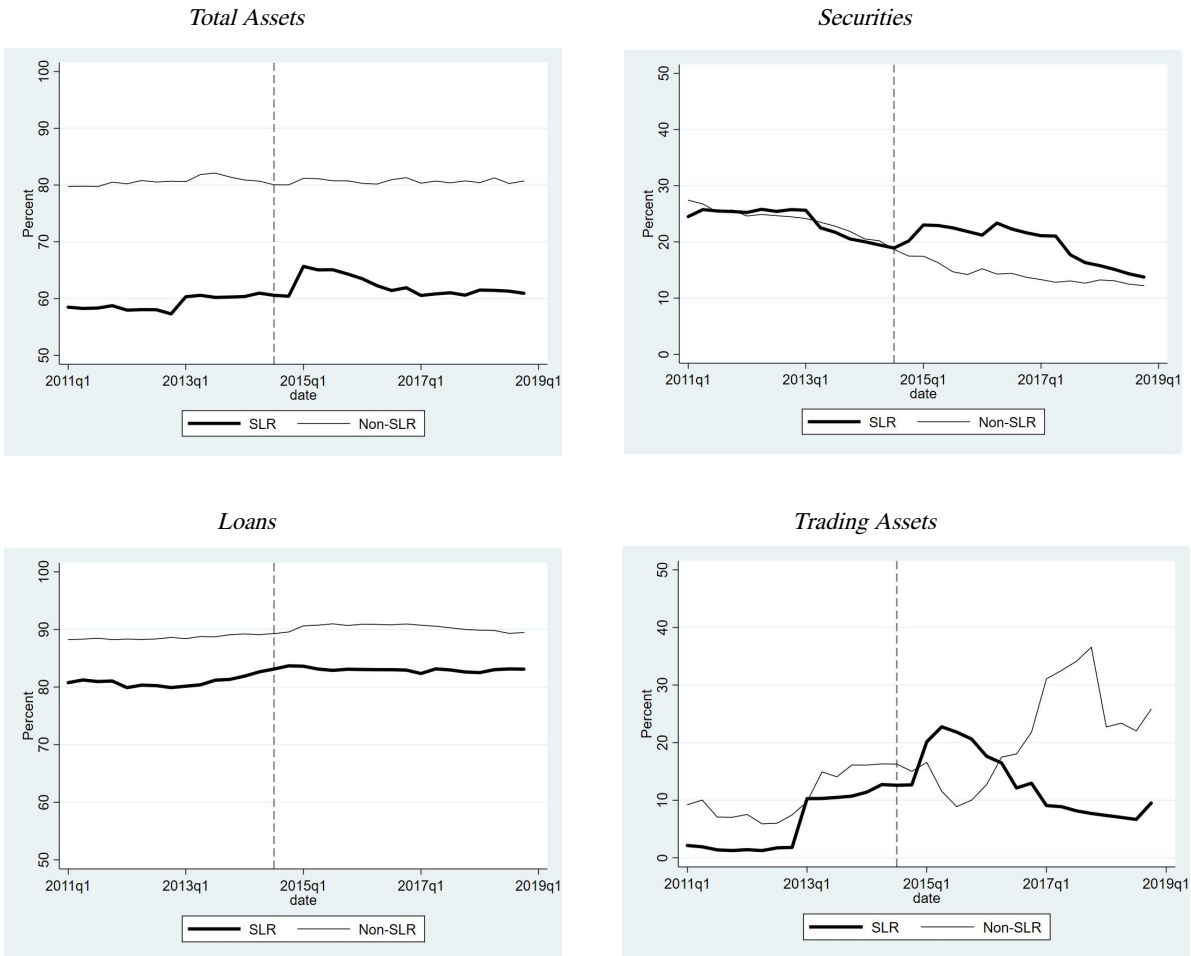 Total Assets
Percent
100
90
80
70
60
50
2011q1 2013q1 2015q1 2017q1 2019q1
date
SLR Non-SLR
Securities
Percent
50
40
30
20
10
0
2011q1 2013q1 2015q1 2017q1 2019q1
date
SLR Non-SLR
Loans
Percent
100
90
80
70
60
50
2011q1 2013q1 2015q1 2017q1 2019q1
date
SLR Non-SLR
Trading Assets
Percent
50
40
30
20
10
0
2011q1 2013q1 2015q1 2017q1 2019q1
date
SLR Non-SLR